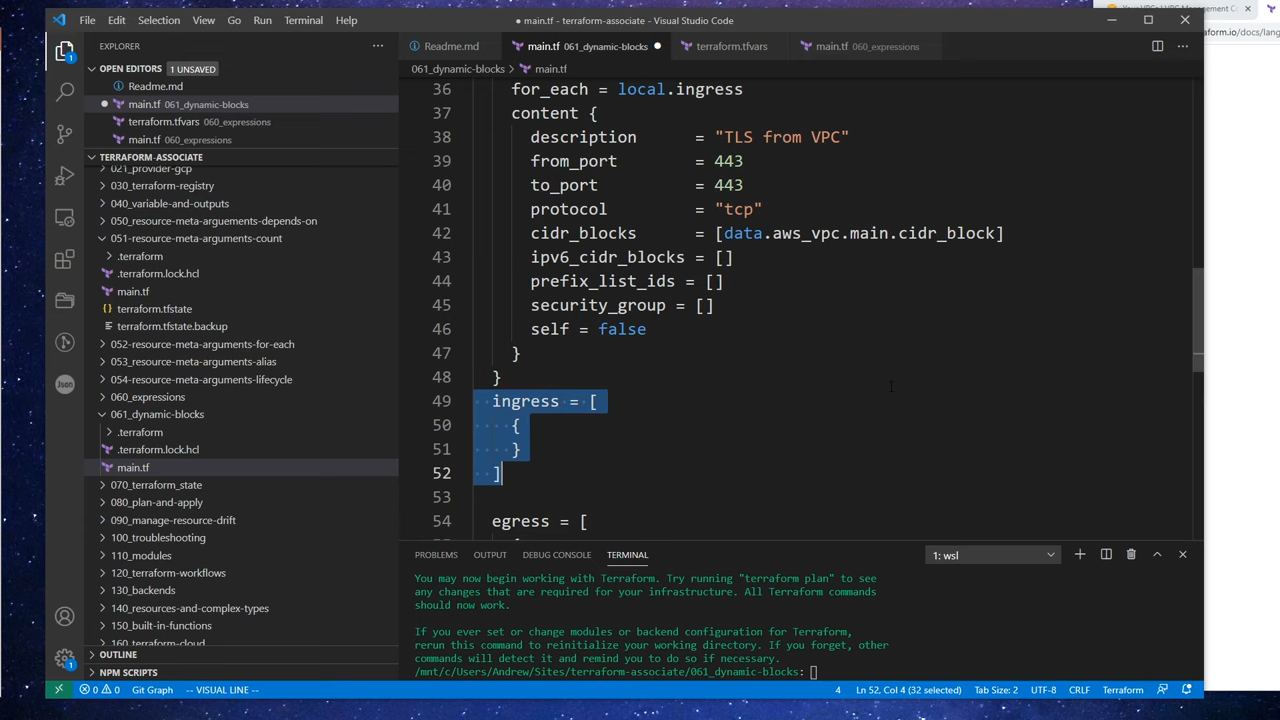 File Edit Selection View Go Run Terminal Help
● main.tf - terraform-associate - Visual Studio Code
EXPLORER
OPEN EDITORS 1 UNSAVED
Readme.md
main.tf 061_dynamic-blocks
terraform.tfvars 060_expressions
main.tf 060_expressions
TERRAFORM-ASSOCIATE
021_provider-gcp
030_terraform-registry
040_variable-and-outputs
050_resource-meta-arguements-depends-on
051-resource-meta-arguments-count
.terraform
.terraform.lock.hcl
main.tf
terraform.tfstate
terraform.tfstate.backup
052-resource-meta-arguments-for-each
053_resource-meta-arguments-alias
054-resource-meta-arguments-lifecycle
060_expressions
061_dynamic-blocks
.terraform
.terraform.lock.hcl
main.tf
070_terraform_state
080_plan-and-apply
090_manage-resource-drift
100_troubleshooting
110_modules
120_terraform-workflows
130_backends
140_resources-and-complex-types
150_built-in-functions
160_terraform-cloud
OUTLINE
NPM SCRIPTS
Readme.md main.tf 061_dynamic-blocks ● terraform.tfvars main.tf 060_expressions
061_dynamic-blocks > main.tf
36 for_each = local.ingress
37 content {
38 description = "TLS from VPC"
39 from_port = 443
40 to_port = 443
41 protocol = "tcp"
42 cidr_blocks = [data.aws_vpc.main.cidr_block]
43 ipv6_cidr_blocks = []
44 prefix_list_ids = []
45 security_group = []
46 self = false
47 }
48 }
49 ingress = [
50 {
51 }
52 ]
53
54 egress = [
PROBLEMS OUTPUT DEBUG CONSOLE TERMINAL
1: wsl
You may now begin working with Terraform. Try running "terraform plan" to see
any changes that are required for your infrastructure. All Terraform commands
should now work.
If you ever set or change modules or backend configuration for Terraform,
rerun this command to reinitialize your working directory. If you forget, other
commands will detect it and remind you to do so if necessary.
/mnt/c/Users/Andrew/Sites/terraform-associate/061_dynamic-blocks:
0 0 Git Graph -- VISUAL LINE -- 4 Ln 52, Col 4 (32 selected) Tab Size: 2 UTF-8 CRLF Terraform